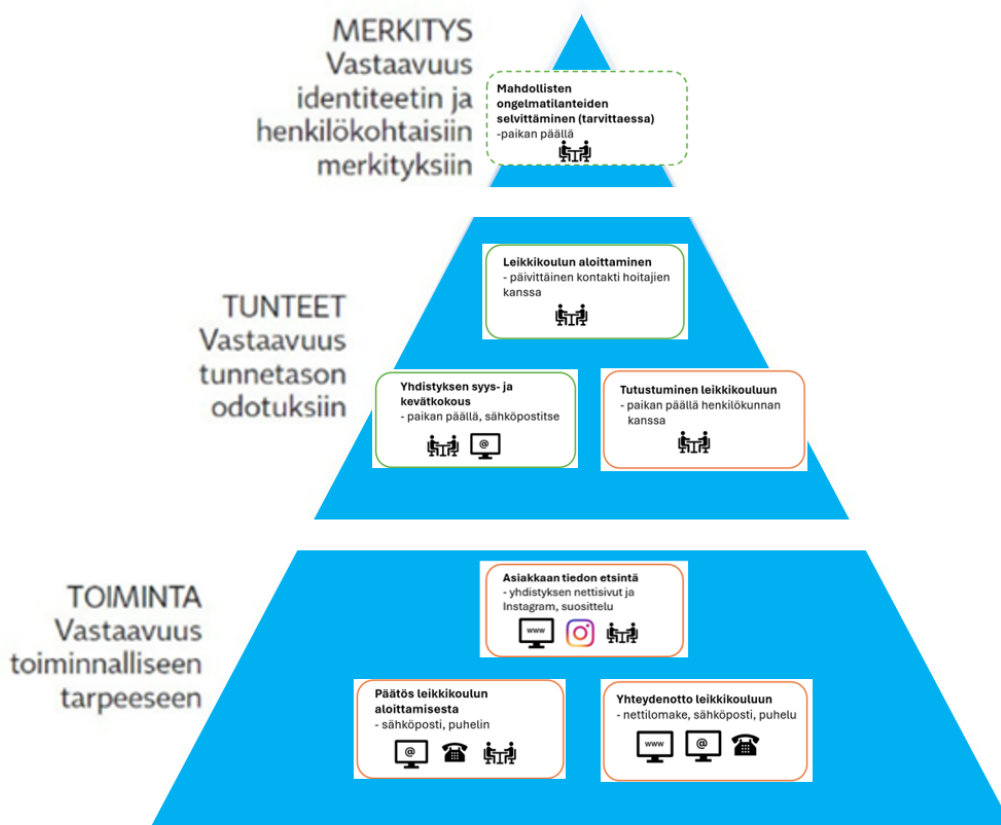 MERKITYS
Vastaavuus
identiteetin ja
henkilökohtaisiin
merkityksiin
Mahdollisten
ongelmatilanteiden
selvittäminen (tarvittaessa)
-paikan päällä
TUNTEET
Vastaavuus
tunnetason
odotuksiin
Leikkikoulun aloittaminen
- päivittäinen kontakti hoitajien
kanssa
Yhdistyksen syys- ja
kevätkokous
- paikan päällä, sähköpostitse
@
Tutustuminen leikkikouluun
- paikan päällä henkilökunnan
kanssa
TOIMINTA
Vastaavuus
toiminnalliseen
tarpeeseen
Asiakkaan tiedon etsintä
- yhdistyksen nettisivut ja
Instagram, suosittelu
www
Päätös leikkikoulun
aloittamisesta
- sähköposti, puhelin
@
Yhteydenotto leikkikouluun
- nettilomake, sähköposti, puhelu
www @